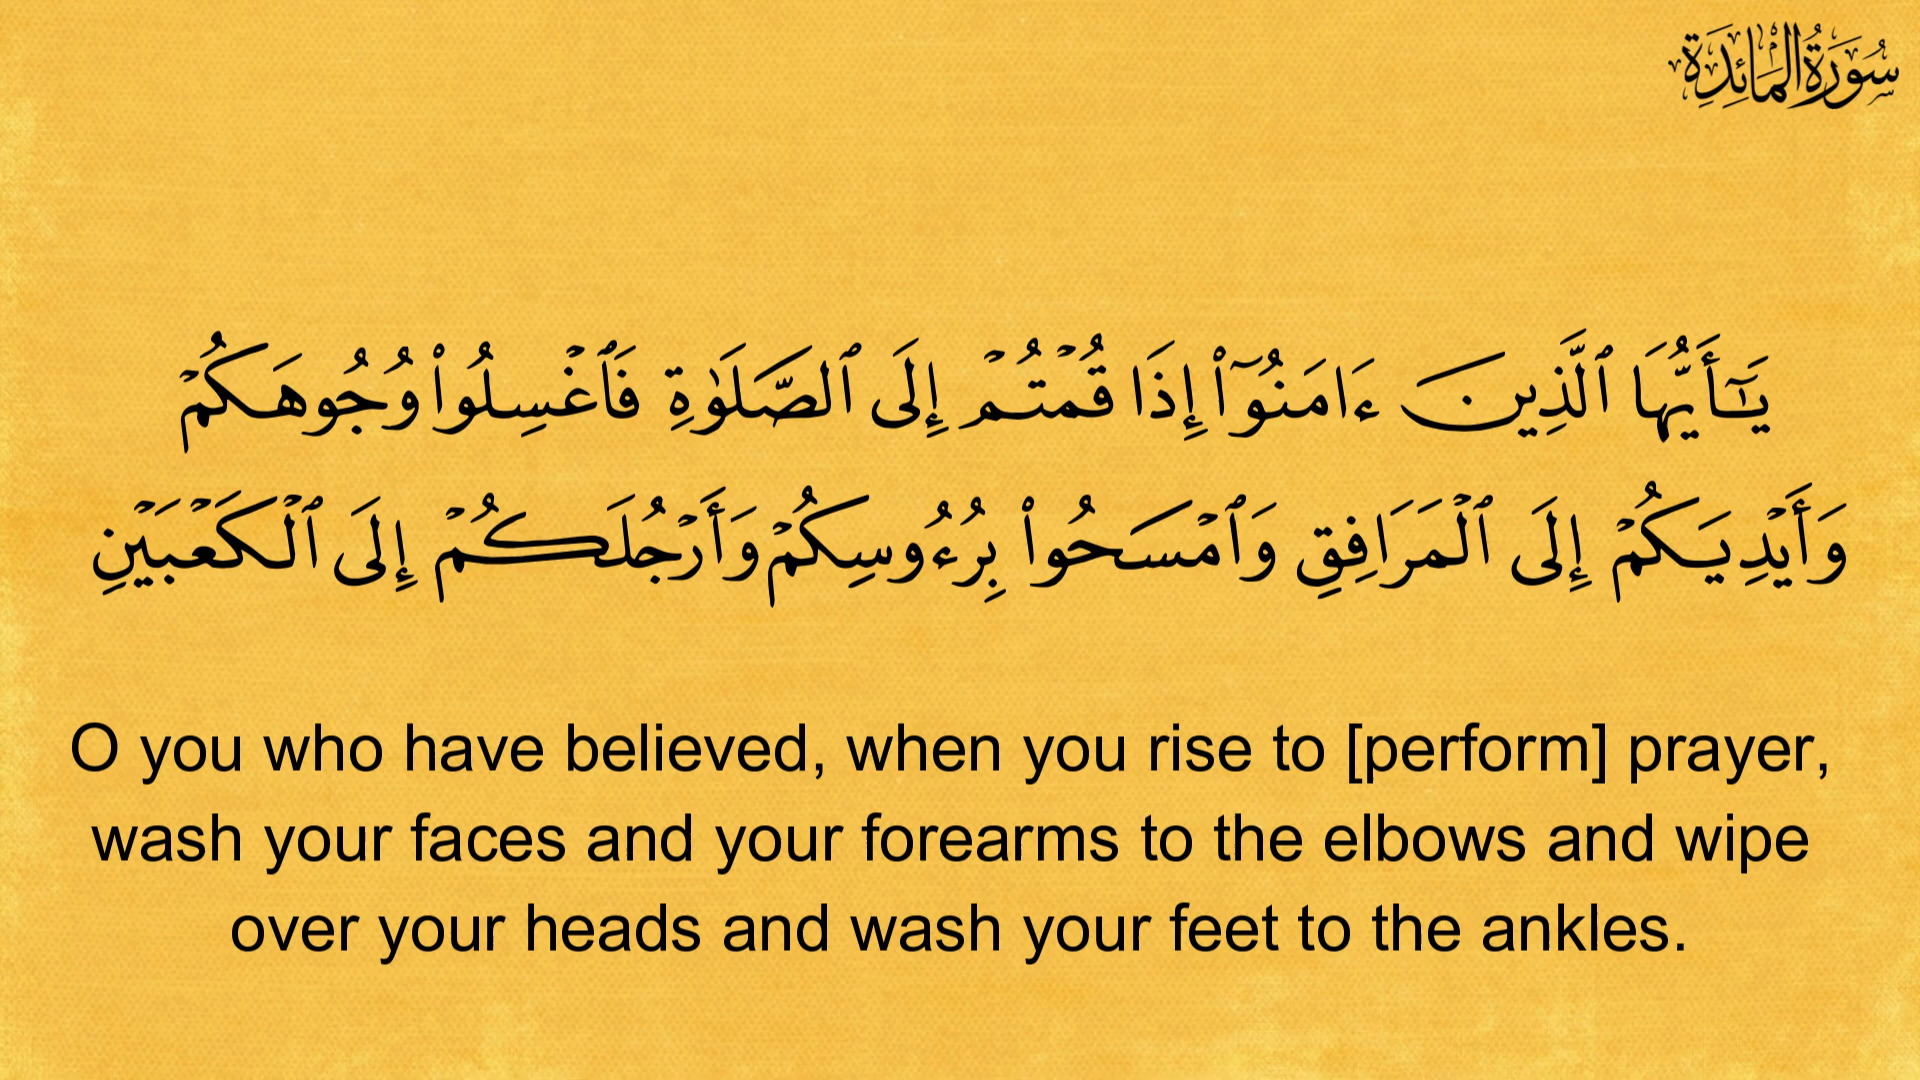 سُورَةُ الْمَائِدَةِ
يَـٰٓأَيُّهَا ٱلَّذِينَ ءَامَنُوٓا۟ إِذَا قُمْتُمْ إِلَى ٱلصَّلَوٰةِ فَٱغْسِلُوا۟ وُجُوهَكُمْ
وَأَيْدِيَكُمْ إِلَى ٱلْمَرَافِقِ وَٱمْسَحُوا۟ بِرُءُوسِكُمْ وَأَرْجُلَكُمْ إِلَى ٱلْكَعْبَيْنِ
O you who have believed, when you rise to [perform] prayer,
wash your faces and your forearms to the elbows and wipe
over your heads and wash your feet to the ankles.